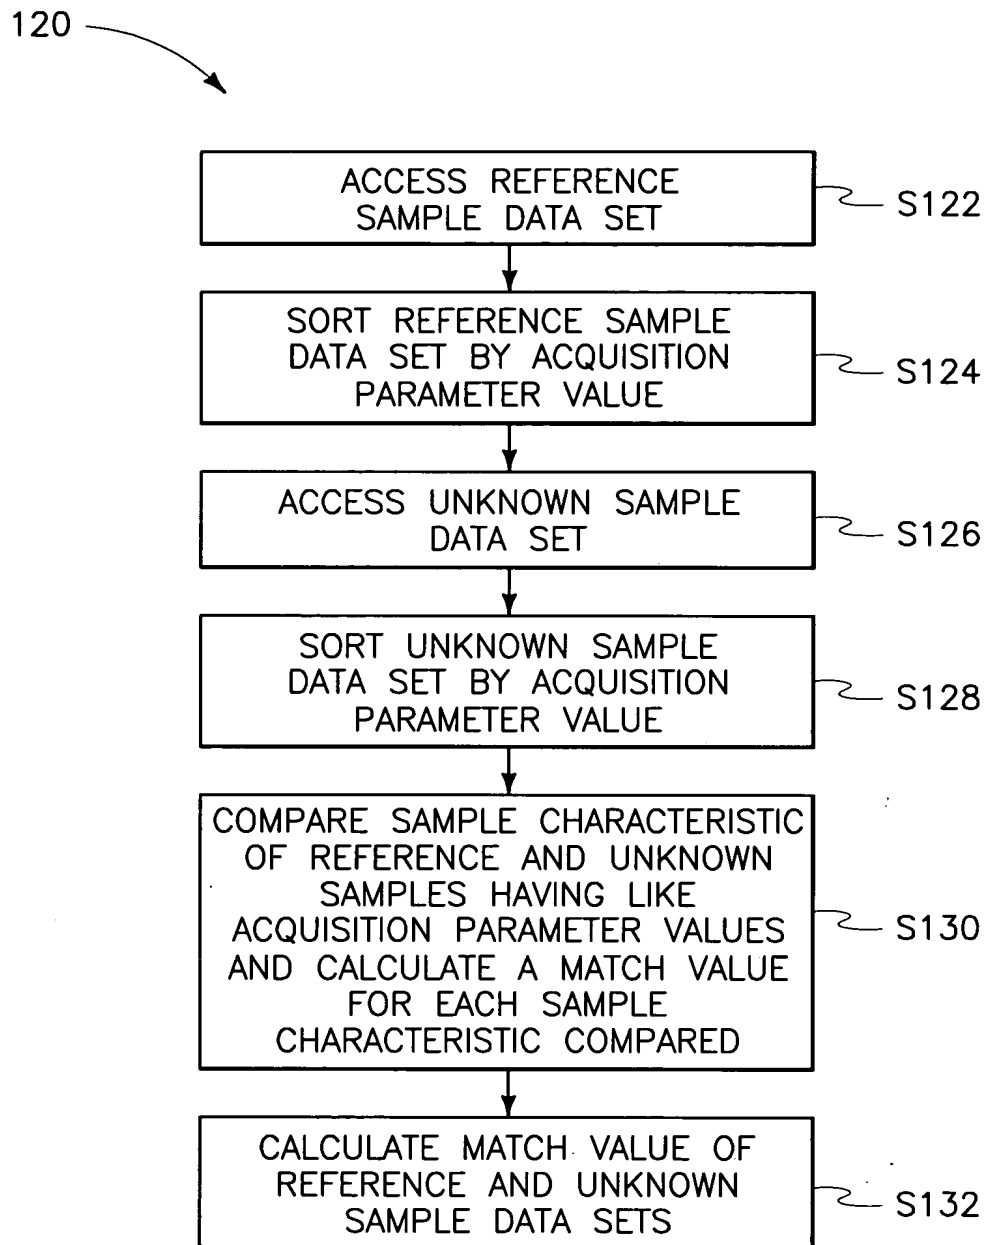 120
ACCESS REFERENCE
SAMPLE DATA SET
S122
SORT REFERENCE SAMPLE
DATA SET BY ACQUISITION
PARAMETER VALUE
S124
ACCESS UNKNOWN SAMPLE
DATA SET
S126
SORT UNKNOWN SAMPLE
DATA SET BY ACQUISITION
PARAMETER VALUE
S128
COMPARE SAMPLE CHARACTERISTIC
OF REFERENCE AND UNKNOWN
SAMPLES HAVING LIKE
ACQUISITION PARAMETER VALUES
AND CALCULATE A MATCH VALUE
FOR EACH SAMPLE
CHARACTERISTIC COMPARED
S130
CALCULATE MATCH VALUE OF
REFERENCE AND UNKNOWN
SAMPLE DATA SETS
S132